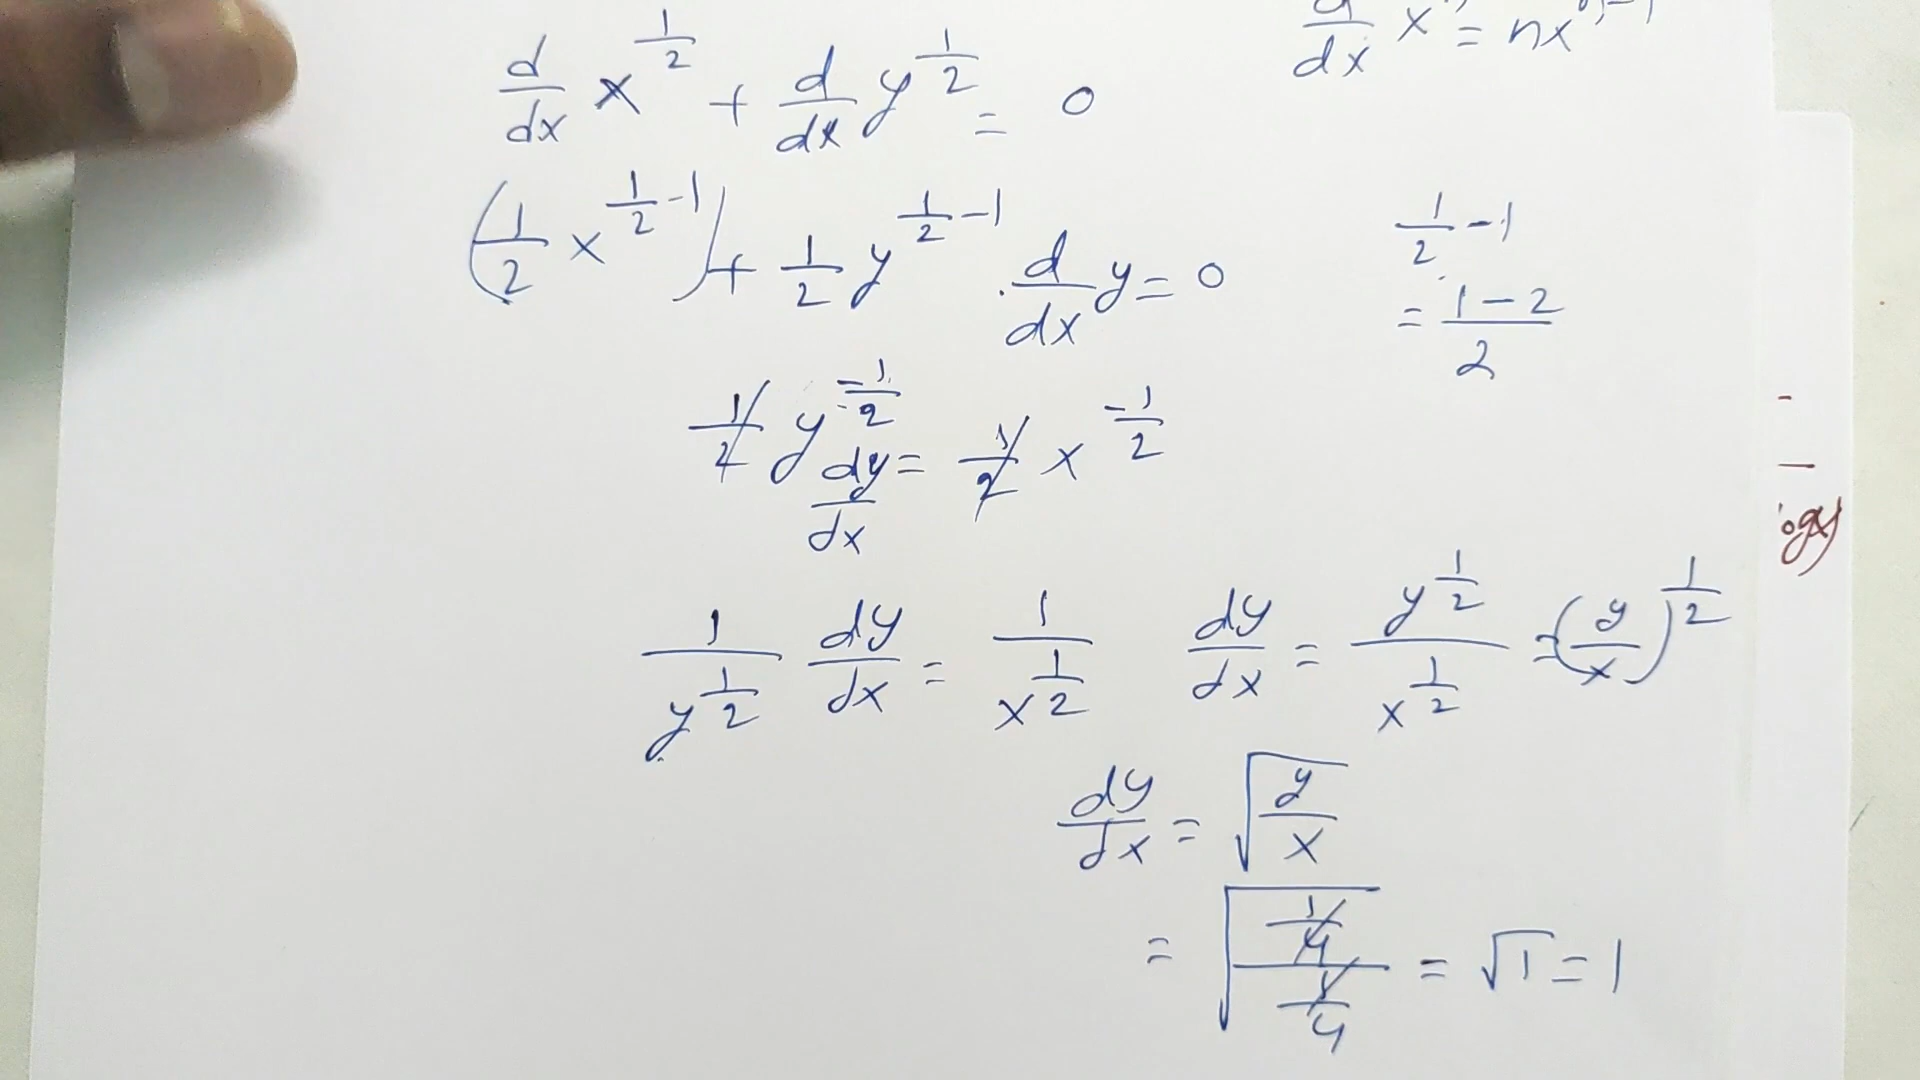 d/dx x^(1/2) + d/dx y^(1/2) = 0
d/dx x = nx
(1/2 x^(1/2 - 1)) + 1/2 y^(1/2 - 1) . d/dx y = 0
1/2 - 1
= (1 - 2)/2
1/2 y^(-1/2) dy/dx = 1/2 x^(-1/2)
1/y^(1/2) dy/dx = 1/x^(1/2)
dy/dx = y^(1/2)/x^(1/2) = (y/x)^(1/2)
dy/dx = √(y/x)
= √((1/4)/(1/4)) = √1 = 1